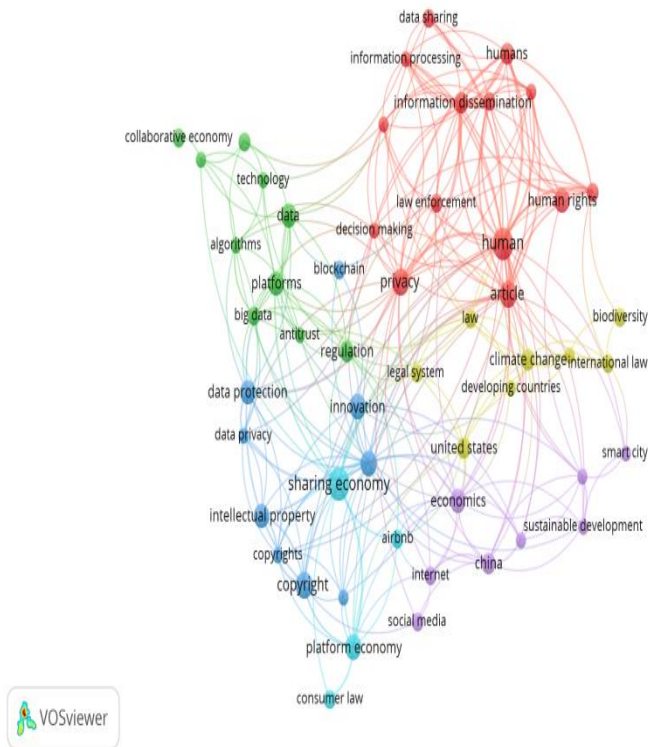 data sharing
humans
information processing
information dissemination
collaborative economy
technology
human rights
law enforcement
data
decision making
algorithms
human
blockchain
platforms
privacy
article
big data
law
biodiversity
antitrust
regulation
climate change
international law
legal system
developing countries
data protection
innovation
data privacy
united states
smart city
sharing economy
economics
intellectual property
sustainable development
airbnb
copyrights
china
internet
copyright
social media
platform economy
consumer law
VOSviewer